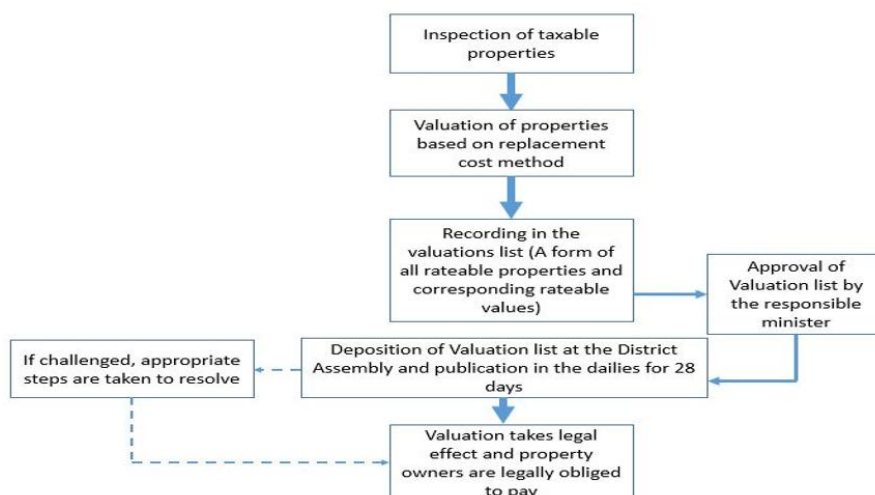 Inspection of taxable
properties
Valuation of properties
based on replacement
cost method
Recording in the
valuations list (A form of
all rateable properties and
corresponding rateable
values)
Approval of
Valuation list by
the responsible
minister
Deposition of Valuation list at the District
Assembly and publication in the dailies for 28
days
If challenged, appropriate
steps are taken to resolve
Valuation takes legal
effect and property
owners are legally obliged
to pay